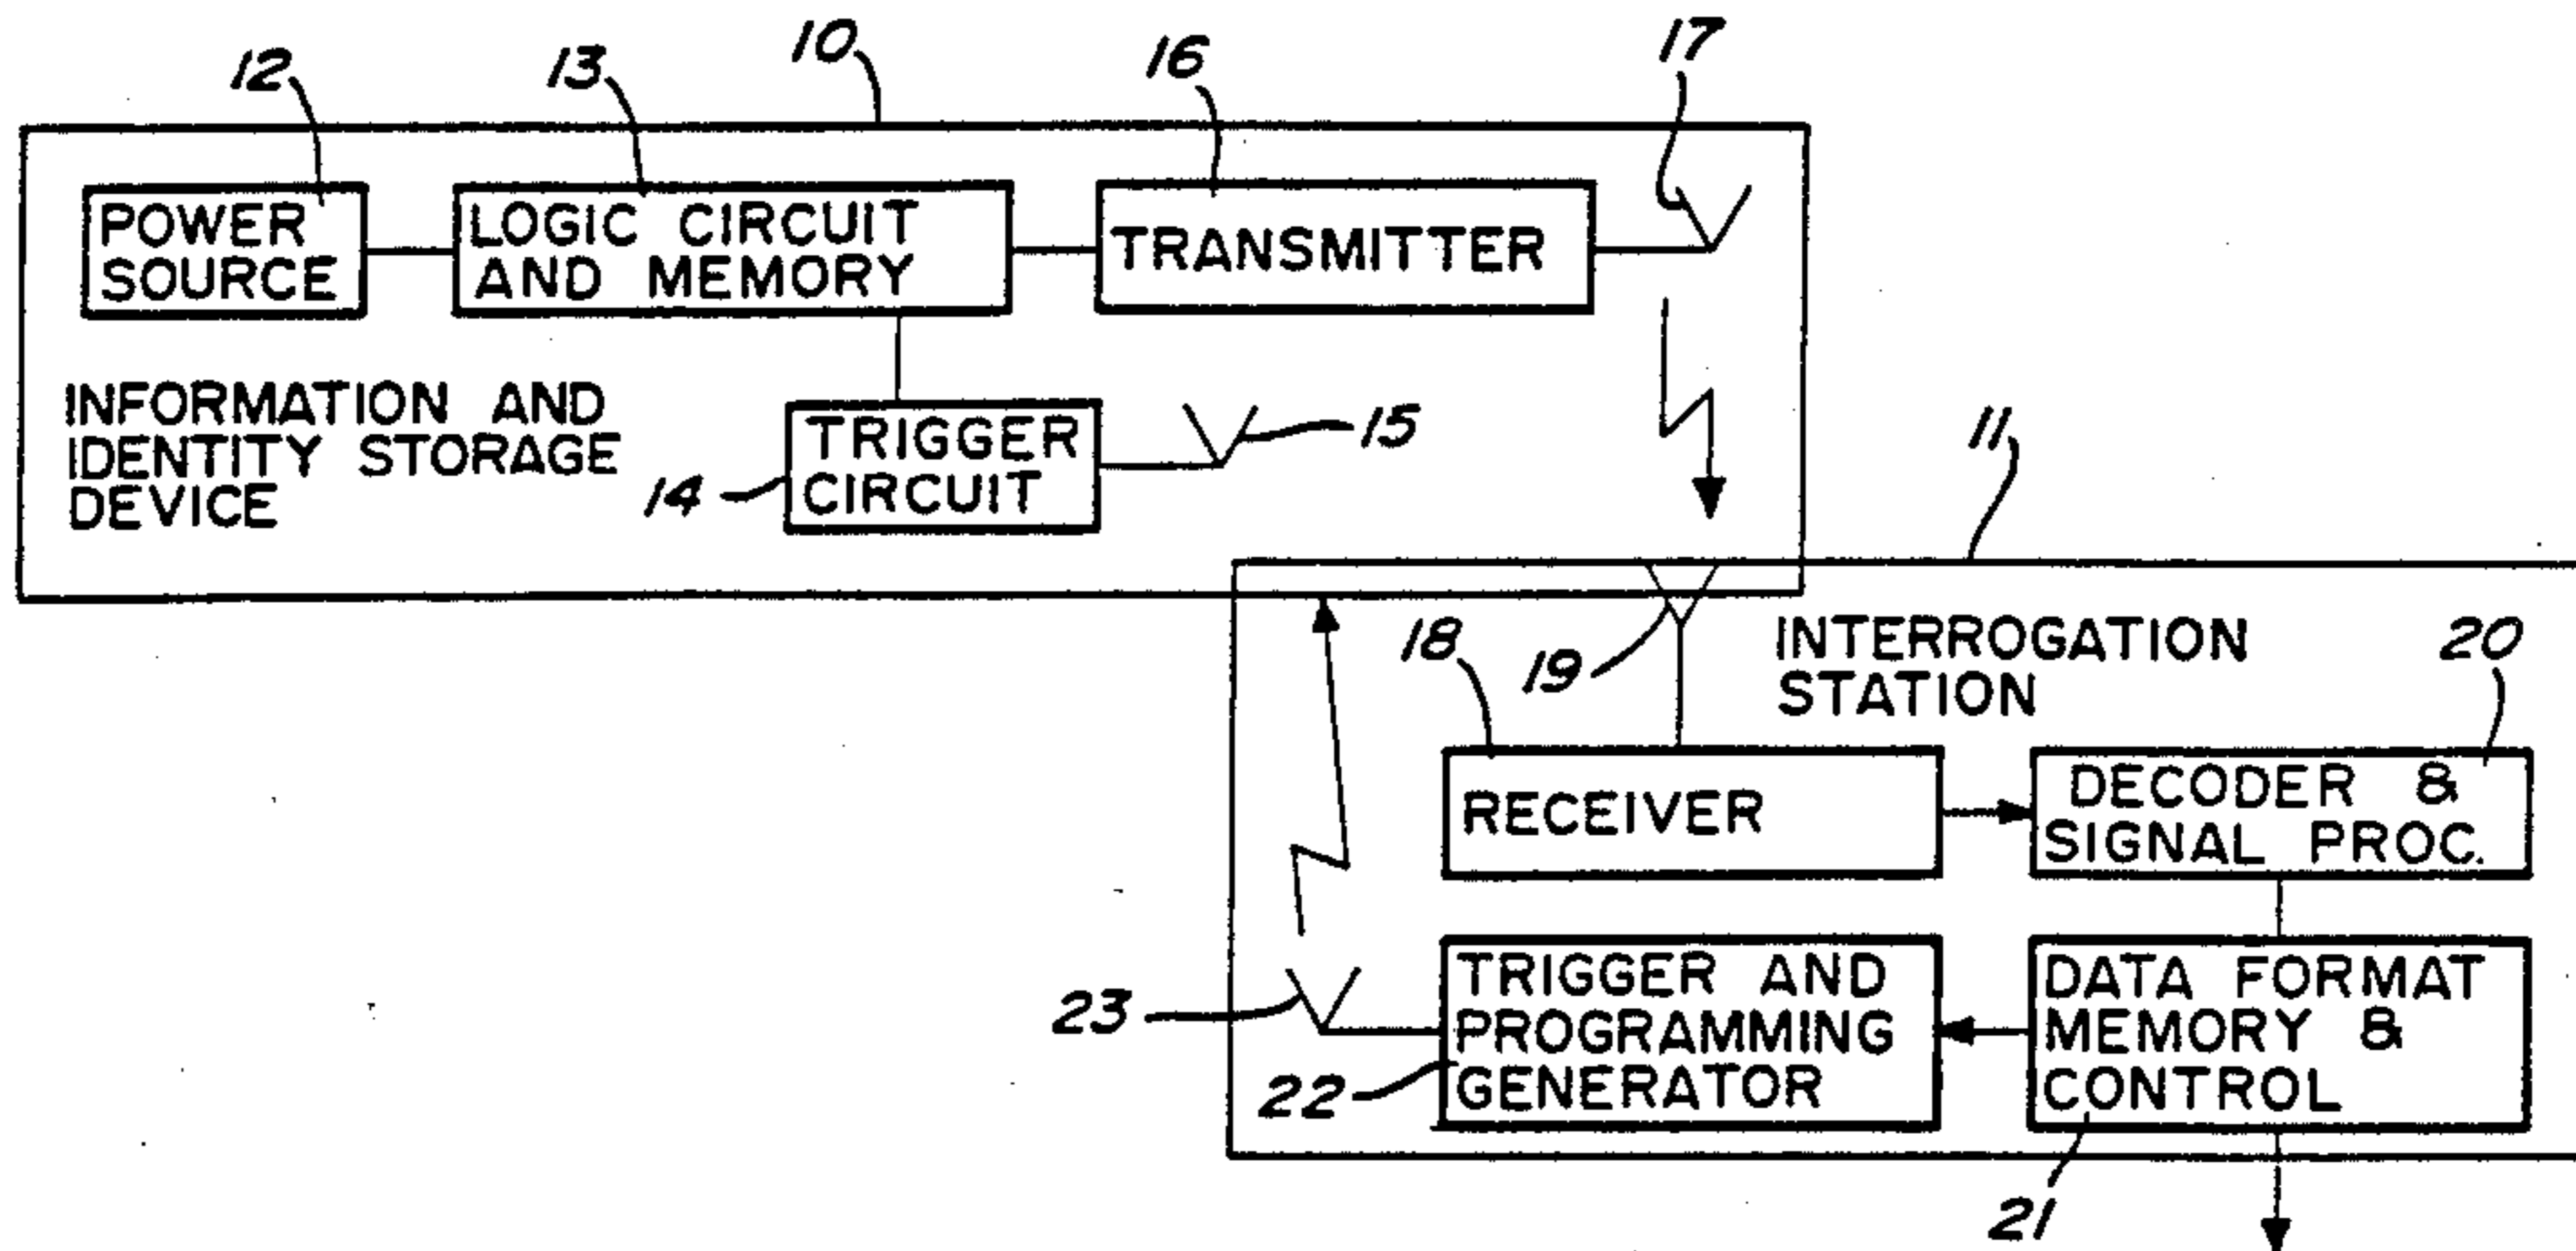 10
12
13
16
17
POWER
SOURCE
LOGIC CIRCUIT
AND MEMORY
TRANSMITTER
INFORMATION AND
IDENTITY STORAGE
DEVICE
14
TRIGGER
CIRCUIT
15
11
18
19
INTERROGATION
STATION
20
RECEIVER
DECODER &
SIGNAL PROC.
23
22
TRIGGER AND
PROGRAMMING
GENERATOR
DATA FORMAT
MEMORY &
CONTROL
21